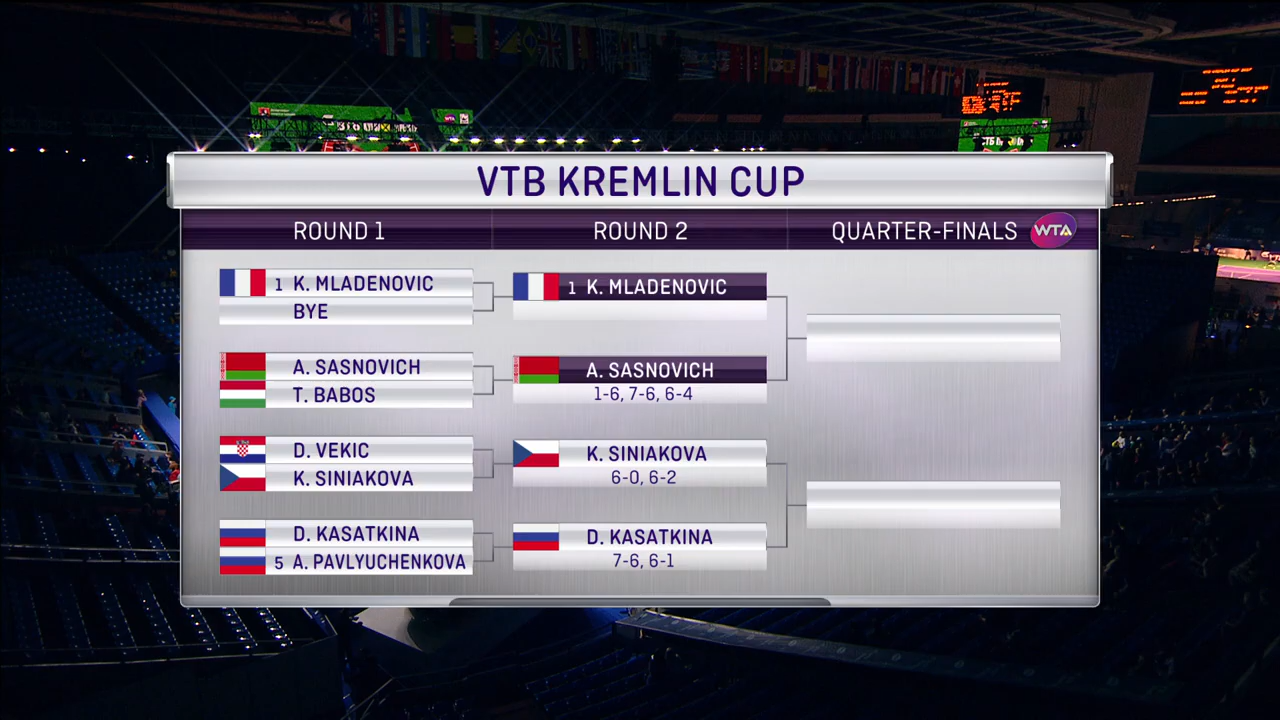 VTB KREMLIN CUP
ROUND 1
ROUND 2
QUARTER-FINALS
WTA
1 K. MLADENOVIC
BYE
A. SASNOVICH
T. BABOS
D. VEKIC
K. SINIAKOVA
D. KASATKINA
5 A. PAVLYUCHENKOVA
1 K. MLADENOVIC
A. SASNOVICH
1-6, 7-6, 6-4
K. SINIAKOVA
6-0, 6-2
D. KASATKINA
7-6, 6-1